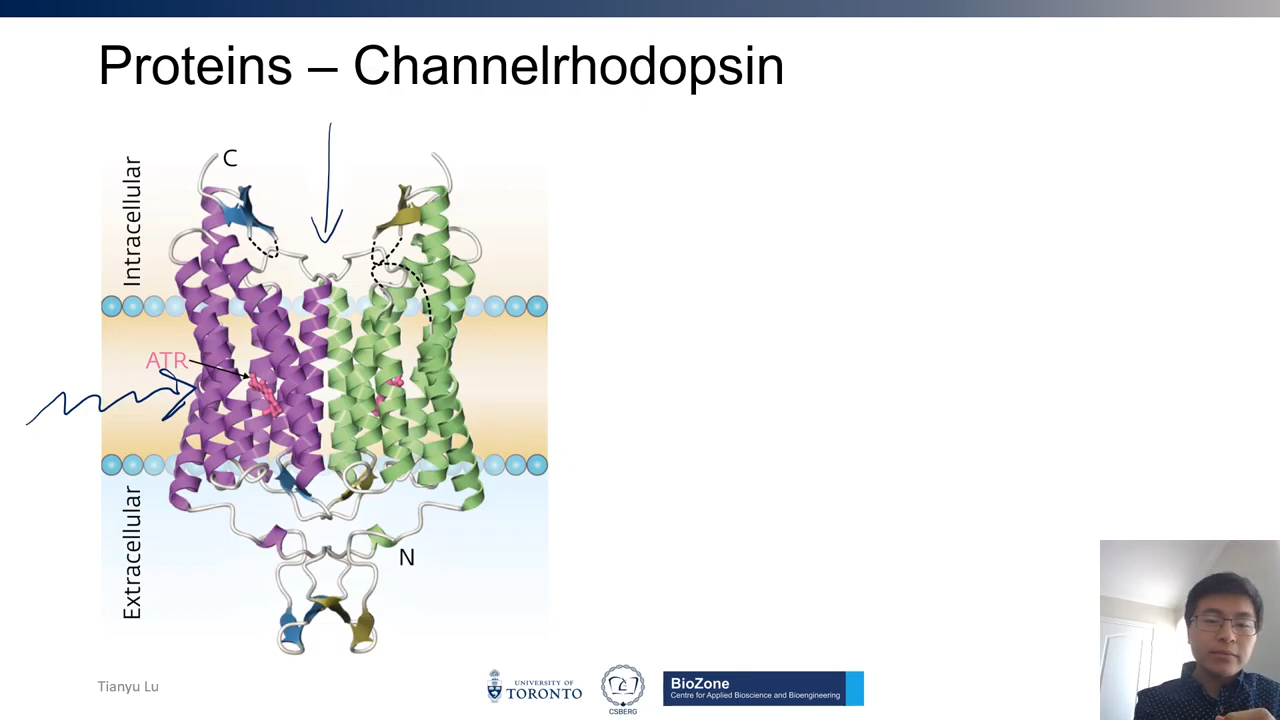 Proteins – Channelrhodopsin
C
Intracellular
ATR
Extracellular
N
Tianyu Lu
UNIVERSITY OF
TORONTO
CSBERG
BioZone
Centre for Applied Bioscience and Bioengineering